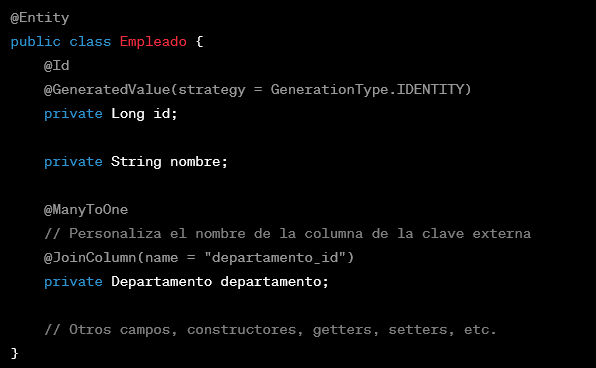 @Entity
public class Empleado {
    @Id
    @GeneratedValue(strategy = GenerationType.IDENTITY)
    private Long id;

    private String nombre;

    @ManyToOne
    // Personaliza el nombre de la columna de la clave externa
    @JoinColumn(name = "departamento_id")
    private Departamento departamento;

    // Otros campos, constructores, getters, setters, etc.
}